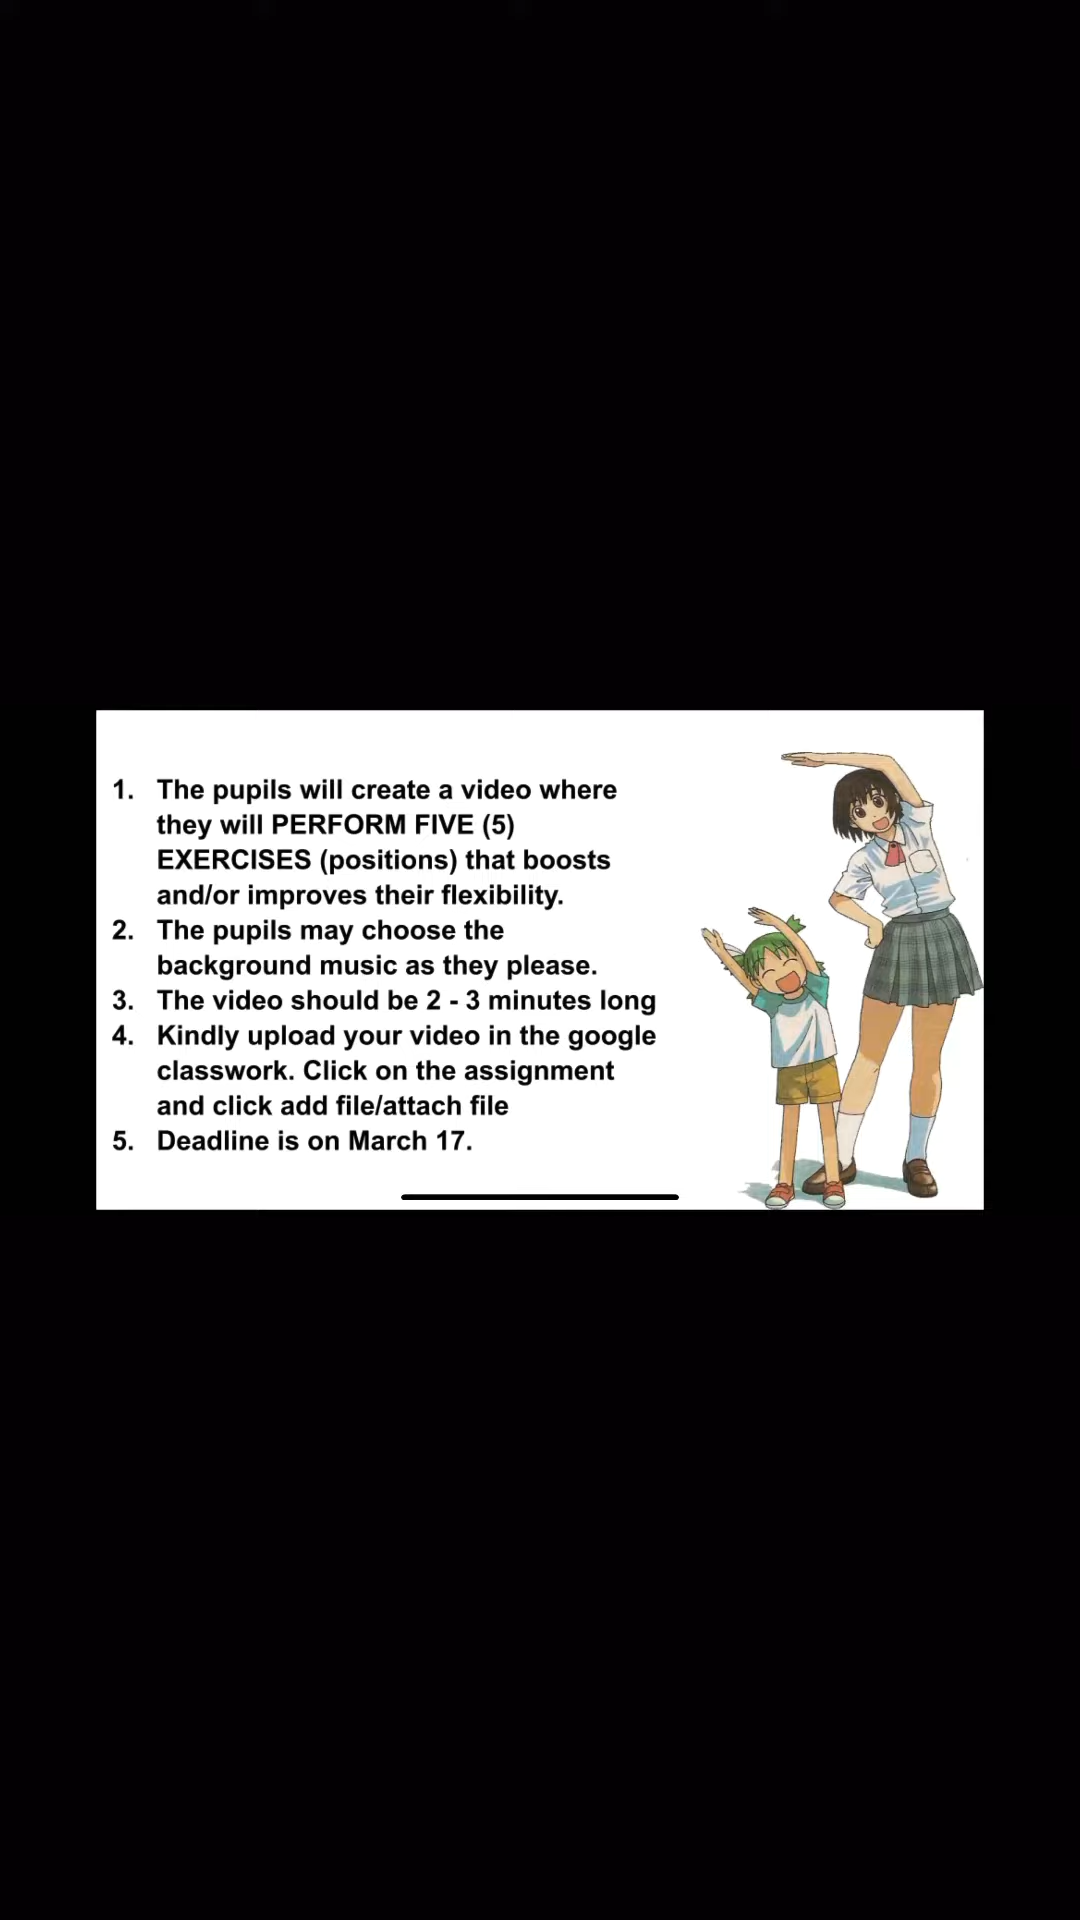 1. The pupils will create a video where
they will PERFORM FIVE (5)
EXERCISES (positions) that boosts
and/or improves their flexibility.
2. The pupils may choose the
background music as they please.
3. The video should be 2 - 3 minutes long
4. Kindly upload your video in the google
classwork. Click on the assignment
and click add file/attach file
5. Deadline is on March 17.